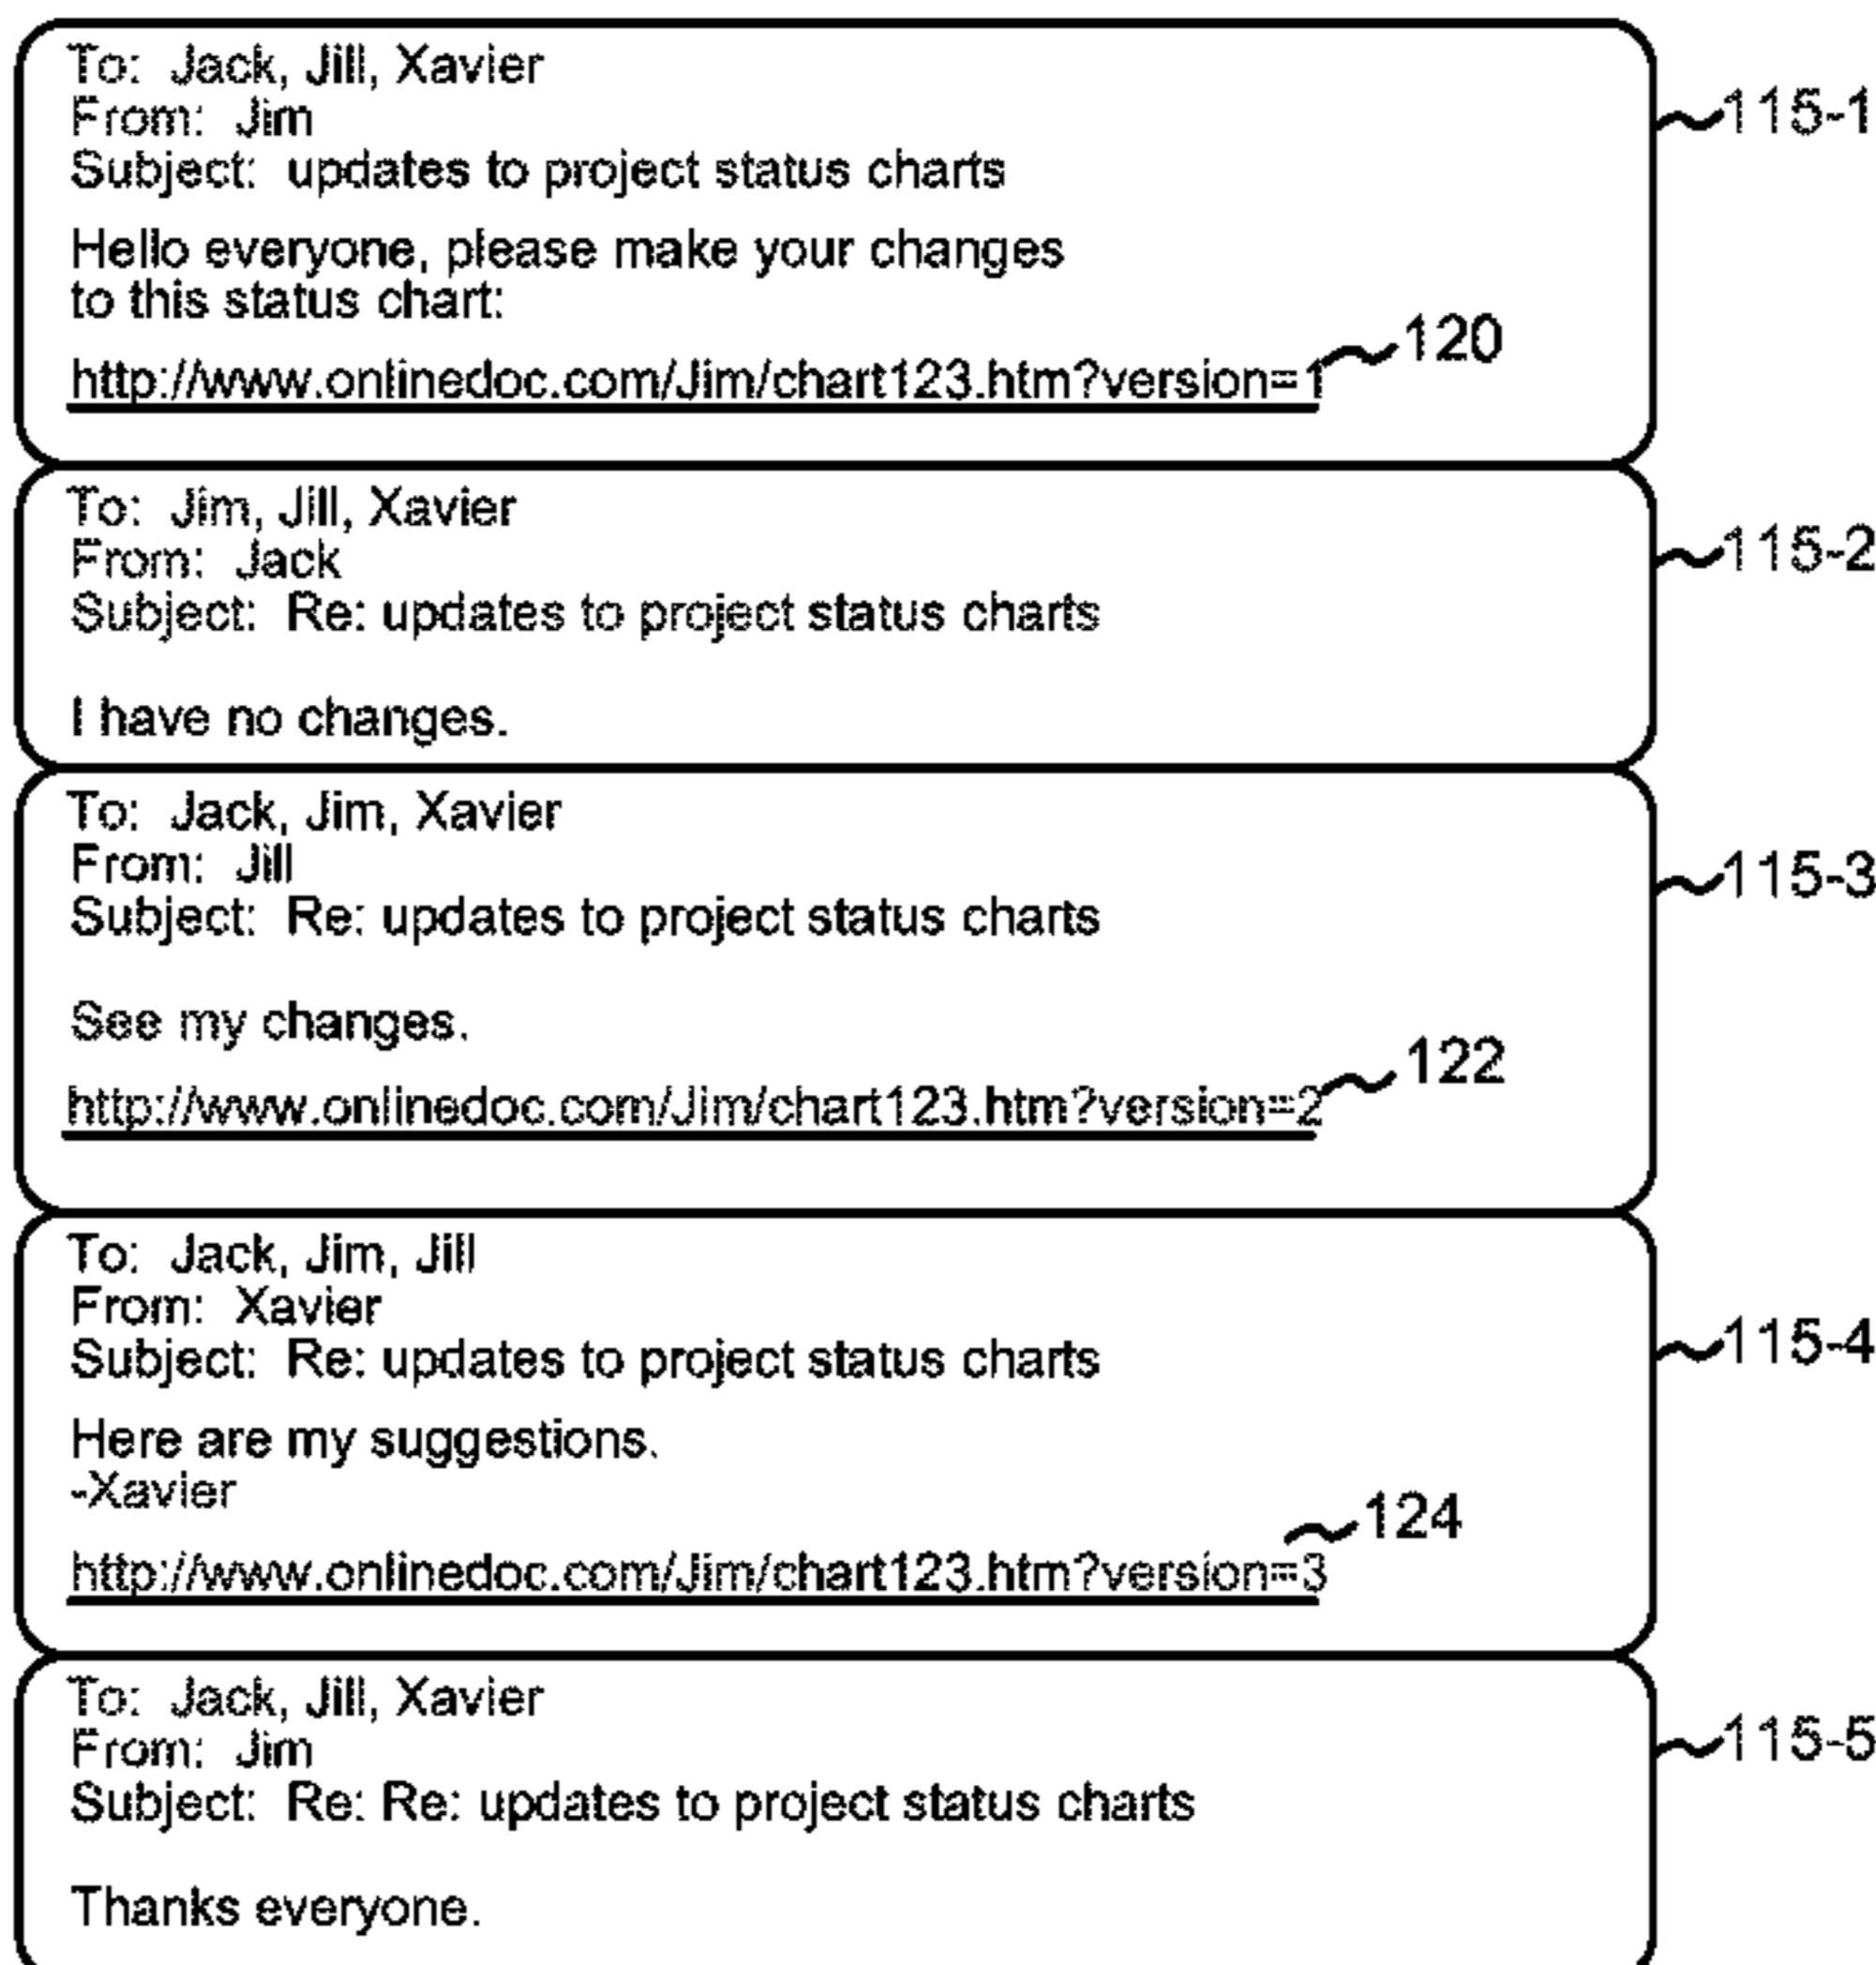 To: Jack, Jill, Xavier
From: Jim
115-1
Subject: updates to project status charts
Hello everyone, please make your changes
to this status chart:
120
http://www.onlinedoc.com/Jim/chart123.htm?version=1
To: Jim, Jill, Xavier
From: Jack
115-2
Subject: Re: updates to project status charts
I have no changes.
To: Jack, Jim, Xavier
From: Jill
115-3
Subject: Re: updates to project status charts
See my changes.
122
http://www.onlinedoc.com/Jim/chart123.htm?version=2
To: Jack, Jim, Jill
From: Xavier
115-4
Subject: Re: updates to project status charts
Here are my suggestions.
-Xavier
124
http://www.onlinedoc.com/Jim/chart123.htm?version=3
To: Jack, Jill, Xavier
From: Jim
115-5
Subject: Re: Re: updates to project status charts
Thanks everyone.